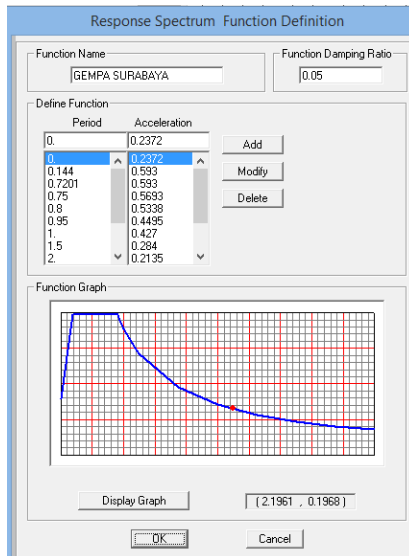 Response Spectrum Function Definition
Function Name
GEMPA SURABAYA
Function Damping Ratio
0.05
Define Function
Period Acceleration
0. 0.2372
0. 0.2372
0.144 0.593
0.7201 0.593
0.75 0.5693
0.8 0.5338
0.95 0.4495
1. 0.427
1.5 0.284
2. 0.2135
Add
Modify
Delete
Function Graph
Display Graph
( 2.1961 , 0.1968 )
OK
Cancel